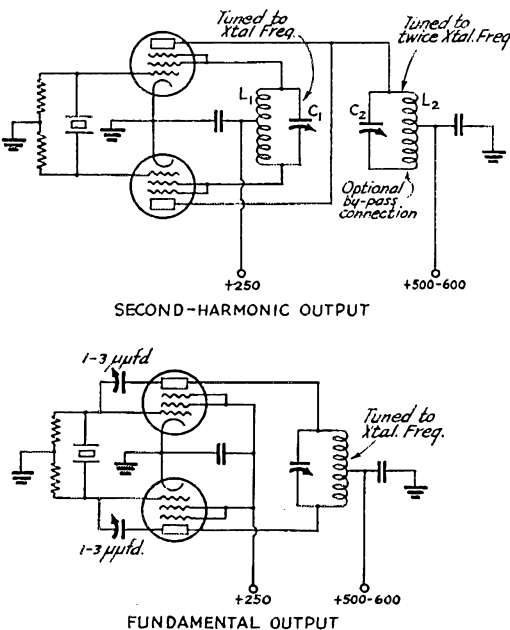 Tuned to
Xtal Freq.
Tuned to
twice Xtal. Freq
L1
C1
C2
L2
Optional
by-pass
connection
+250
+500-600
SECOND-HARMONIC OUTPUT
1-3 µµfd
Tuned to
Xtal. Freq.
1-3 µµfd.
+250
+500-600
FUNDAMENTAL OUTPUT